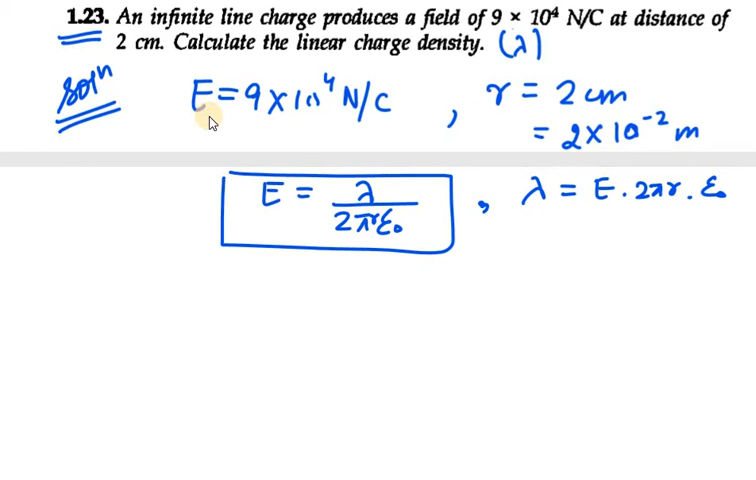 1.23. An infinite line charge produces a field of 9 × 10⁴ N/C at distance of
2 cm. Calculate the linear charge density. (λ)
Solⁿ
E = 9 × 10⁴ N/C , r = 2 cm
= 2 × 10⁻² m
E = λ / 2πrε₀ , λ = E · 2πr · ε₀